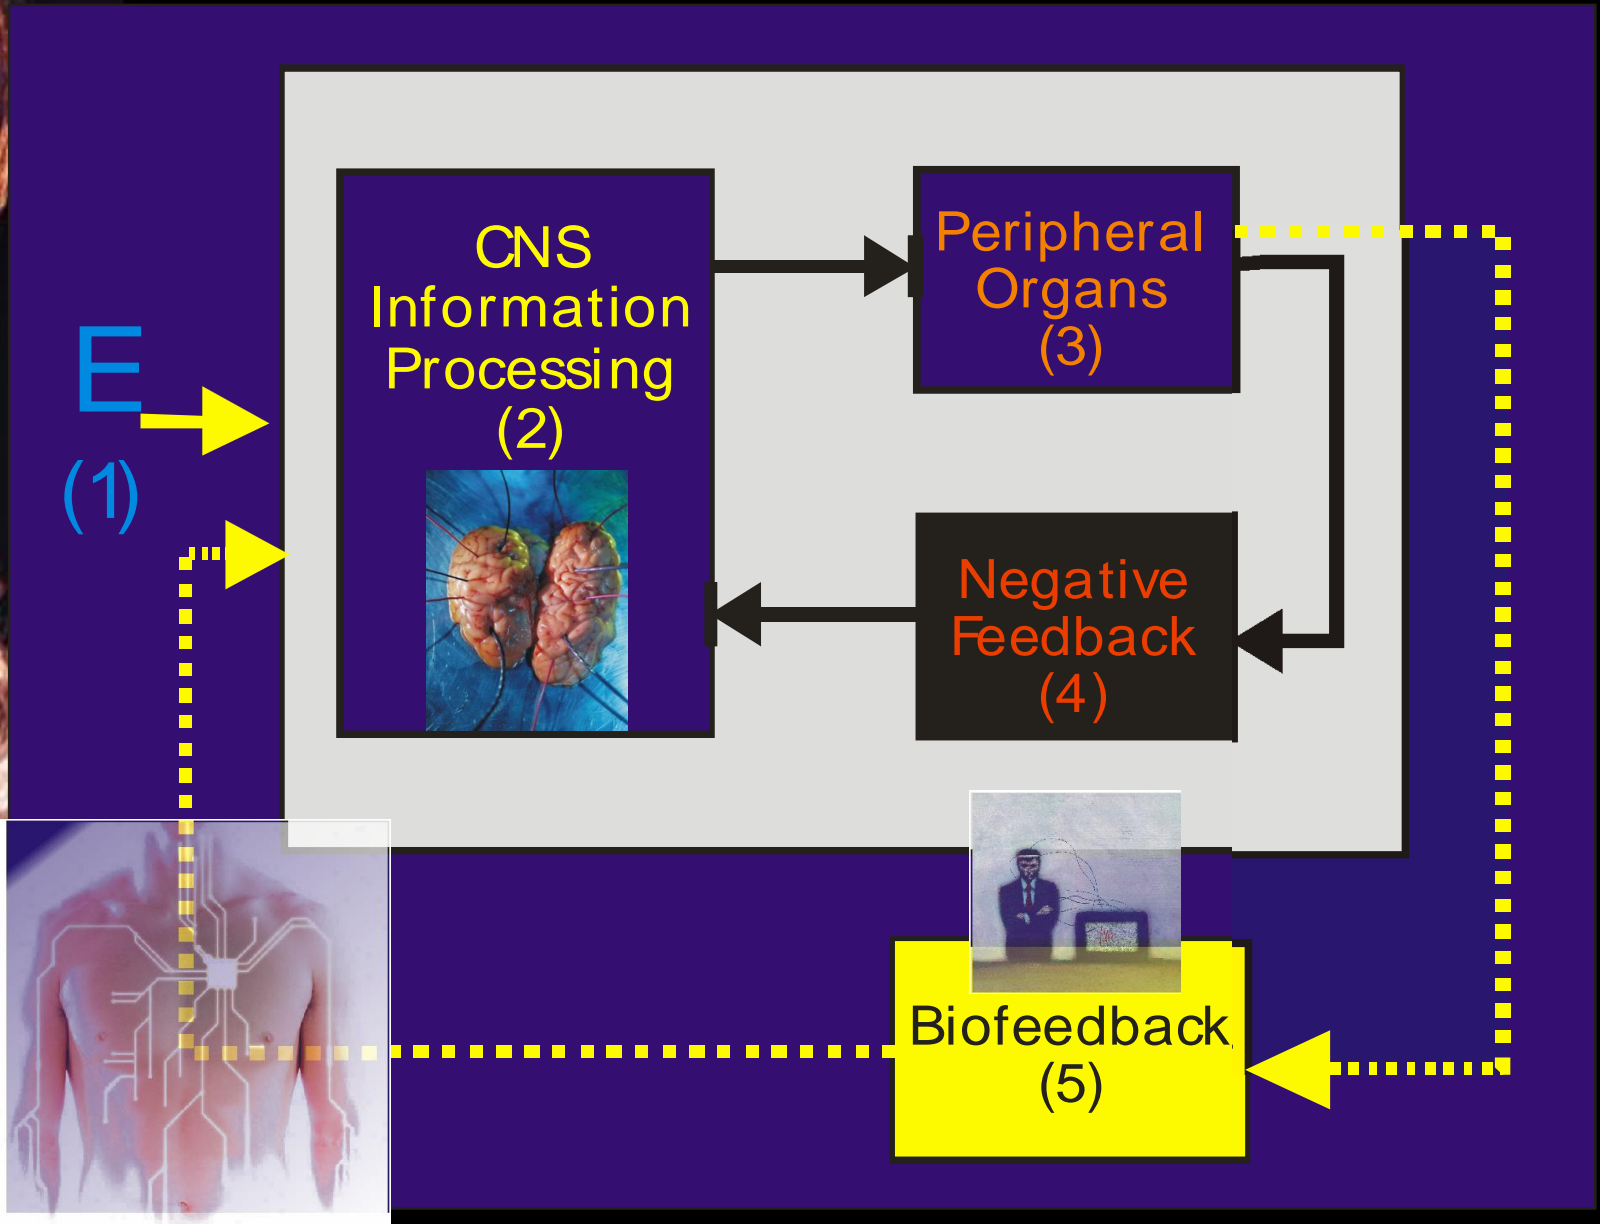 E
(1)
CNS
Information
Processing
(2)
Peripheral
Organs
(3)
Negative
Feedback
(4)
Biofeedback
(5)